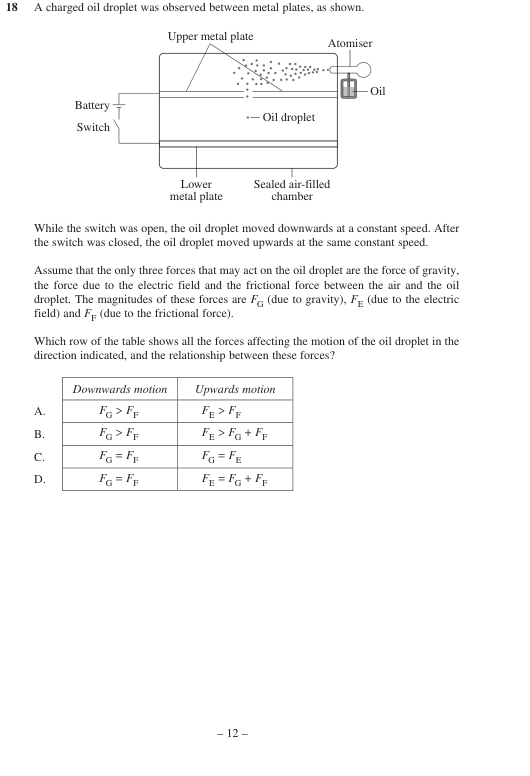 18 A charged oil droplet was observed between metal plates, as shown.
Upper metal plate
Atomiser
Oil
Battery
Switch
Oil droplet
Lower
metal plate
Sealed air-filled
chamber
While the switch was open, the oil droplet moved downwards at a constant speed. After
the switch was closed, the oil droplet moved upwards at the same constant speed.
Assume that the only three forces that may act on the oil droplet are the force of gravity,
the force due to the electric field and the frictional force between the air and the oil
droplet. The magnitudes of these forces are F_G (due to gravity), F_E (due to the electric
field) and F_F (due to the frictional force).
Which row of the table shows all the forces affecting the motion of the oil droplet in the
direction indicated, and the relationship between these forces?
Downwards motion Upwards motion
A. F_G > F_F F_E > F_F
B. F_G > F_F F_E > F_G + F_F
C. F_G = F_F F_G = F_E
D. F_G = F_F F_E = F_G + F_F
– 12 –